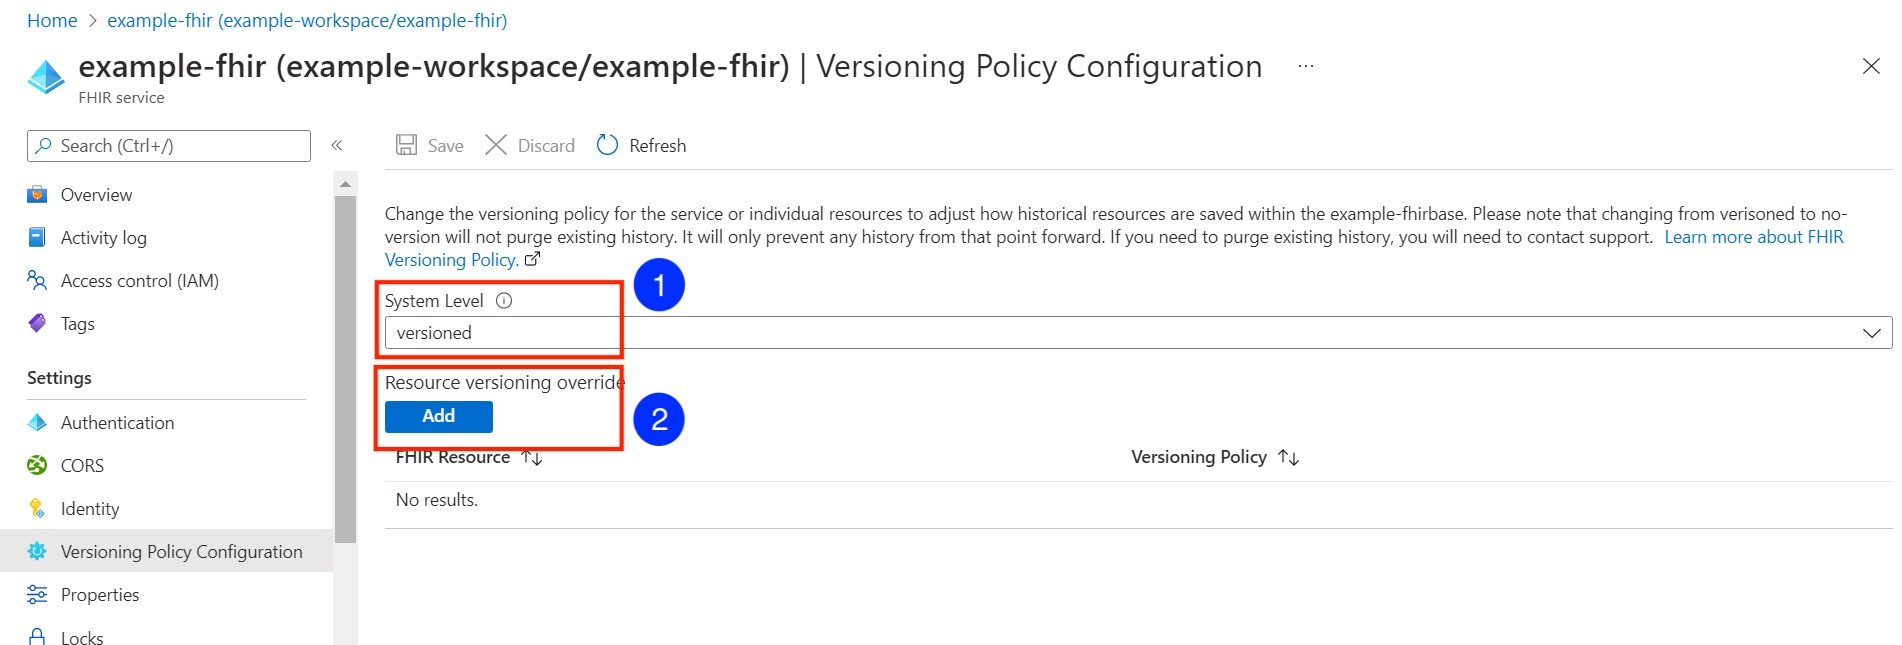 Home > example-fhir (example-workspace/example-fhir)
example-fhir (example-workspace/example-fhir) | Versioning Policy Configuration ...
FHIR service
Search (Ctrl+/) «
Overview
Activity log
Access control (IAM)
Tags
Settings
Authentication
CORS
Identity
Versioning Policy Configuration
Properties
Locks
Save Discard Refresh
Change the versioning policy for the service or individual resources to adjust how historical resources are saved within the example-fhirbase. Please note that changing from verisoned to no-
version will not purge existing history. It will only prevent any history from that point forward. If you need to purge existing history, you will need to contact support. Learn more about FHIR
Versioning Policy.
System Level
1
versioned
Resource versioning override
Add
2
FHIR Resource ↑↓ Versioning Policy ↑↓
No results.